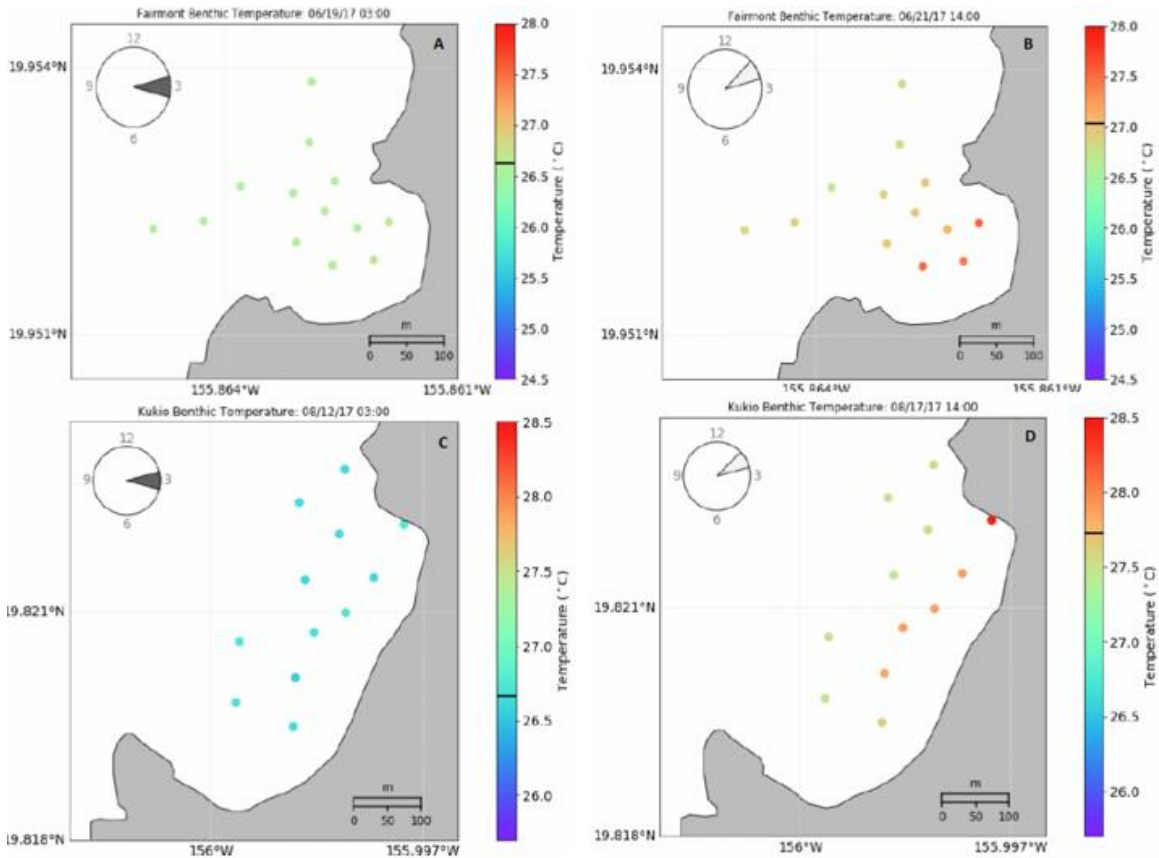 Fairmont Benthic Temperature: 06/19/17 03:00
A
12
9
3
6
19.954°N
19.951°N
155.864°W
155.861°W
m
0 50 100
28.0
27.5
27.0
26.5
26.0
25.5
25.0
24.5
Temperature (°C)
Fairmont Benthic Temperature: 06/21/17 14:00
B
12
9
3
6
19.954°N
19.951°N
155.864°W
155.861°W
m
0 50 100
28.0
27.5
27.0
26.5
26.0
25.5
25.0
24.5
Temperature (°C)
Kukio Benthic Temperature: 08/12/17 03:00
C
12
9
3
6
19.821°N
19.818°N
156°W
155.997°W
m
0 50 100
28.5
28.0
27.5
27.0
26.5
26.0
Temperature (°C)
Kukio Benthic Temperature: 08/17/17 14:00
D
12
9
3
6
19.821°N
19.818°N
156°W
155.997°W
m
0 50 100
28.5
28.0
27.5
27.0
26.5
26.0
Temperature (°C)